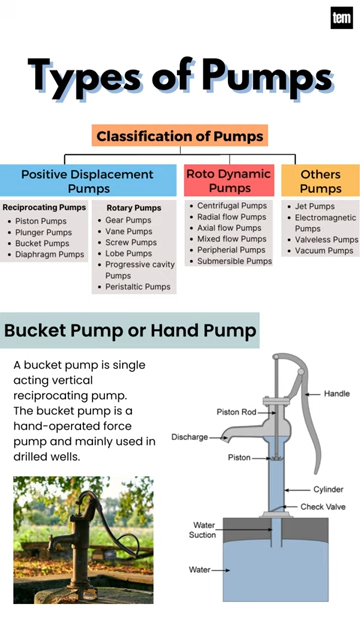 tem
Types of Pumps
Classification of Pumps
Positive Displacement
Pumps
Reciprocating Pumps
• Piston Pumps
• Plunger Pumps
• Bucket Pumps
• Diaphragm Pumps
Rotary Pumps
• Gear Pumps
• Vane Pumps
• Screw Pumps
• Lobe Pumps
• Progressive cavity
Pumps
• Peristaltic Pumps
Roto Dynamic
Pumps
• Centrifugal Pumps
• Radial flow Pumps
• Axial flow Pumps
• Mixed flow Pumps
• Peripherial Pumps
• Submersible Pumps
Others
Pumps
• Jet Pumps
• Electromagnetic
Pumps
• Valveless Pumps
• Vacuum Pumps
Bucket Pump or Hand Pump
A bucket pump is single
acting vertical
reciprocating pump.
The bucket pump is a
hand-operated force
pump and mainly used in
drilled wells.
Handle
Piston Rod
Discharge
Piston
Cylinder
Check Valve
Water
Suction
Water